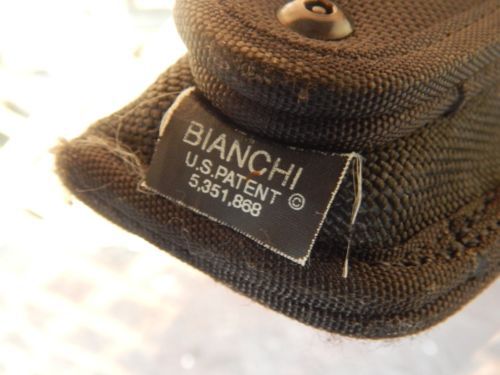 BIANCHI
U.S. PATENT ©
5,351,868